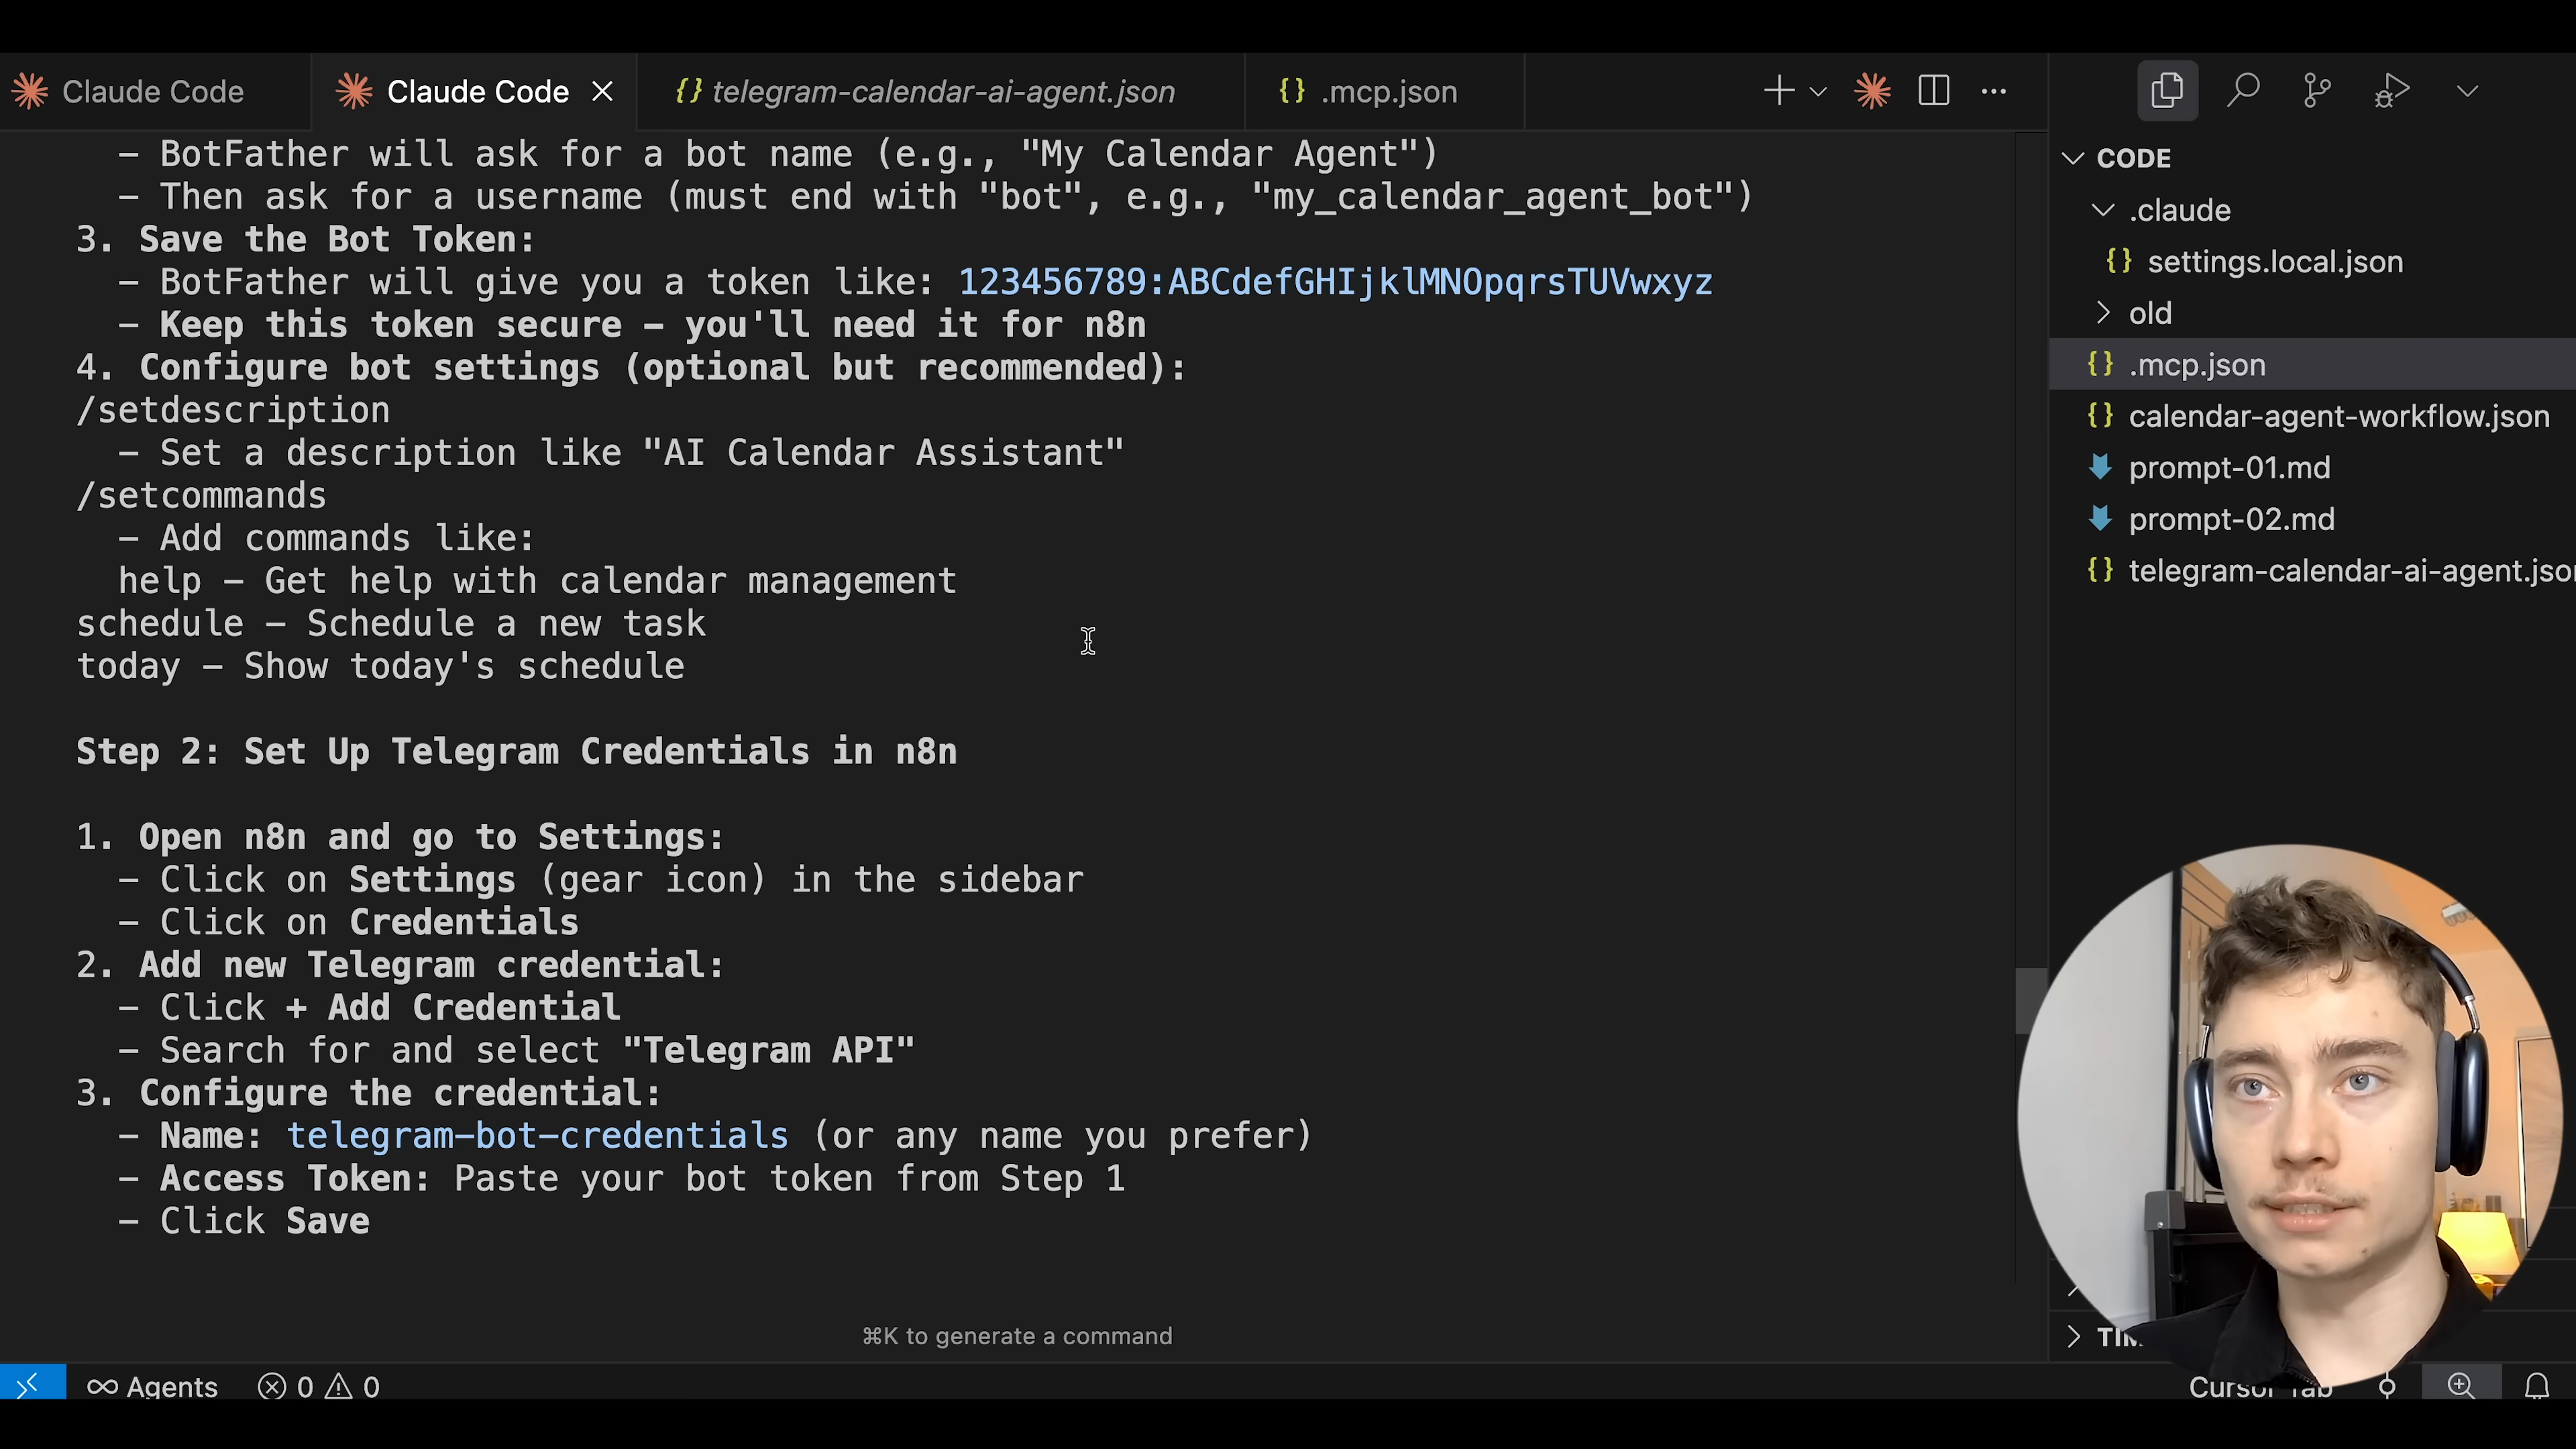 Claude Code
Claude Code
{} telegram-calendar-ai-agent.json
{} .mcp.json
– BotFather will ask for a bot name (e.g., "My Calendar Agent")
– Then ask for a username (must end with "bot", e.g., "my_calendar_agent_bot")
3. Save the Bot Token:
– BotFather will give you a token like: 123456789:ABCdefGHIjklMNOpqrsTUVwxyz
– Keep this token secure – you'll need it for n8n
4. Configure bot settings (optional but recommended):
/setdescription
– Set a description like "AI Calendar Assistant"
/setcommands
– Add commands like:
help – Get help with calendar management
schedule – Schedule a new task
today – Show today's schedule
Step 2: Set Up Telegram Credentials in n8n
1. Open n8n and go to Settings:
– Click on Settings (gear icon) in the sidebar
– Click on Credentials
2. Add new Telegram credential:
– Click + Add Credential
– Search for and select "Telegram API"
3. Configure the credential:
– Name: telegram-bot-credentials (or any name you prefer)
– Access Token: Paste your bot token from Step 1
– Click Save
⌘K to generate a command
CODE
.claude
{} settings.local.json
old
{} .mcp.json
{} calendar-agent-workflow.json
prompt-01.md
prompt-02.md
{} telegram-calendar-ai-agent.jso
Agents
0
0
Cursor Tab